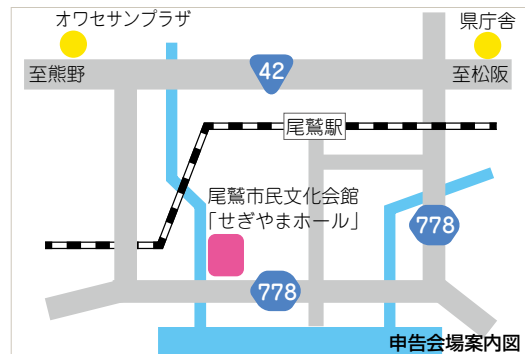 オワセサンプラザ
県庁舎
至熊野
42
至松阪
尾鷲駅
尾鷲市民文化会館
「せぎやまホール」
778
778
申告会場案内図